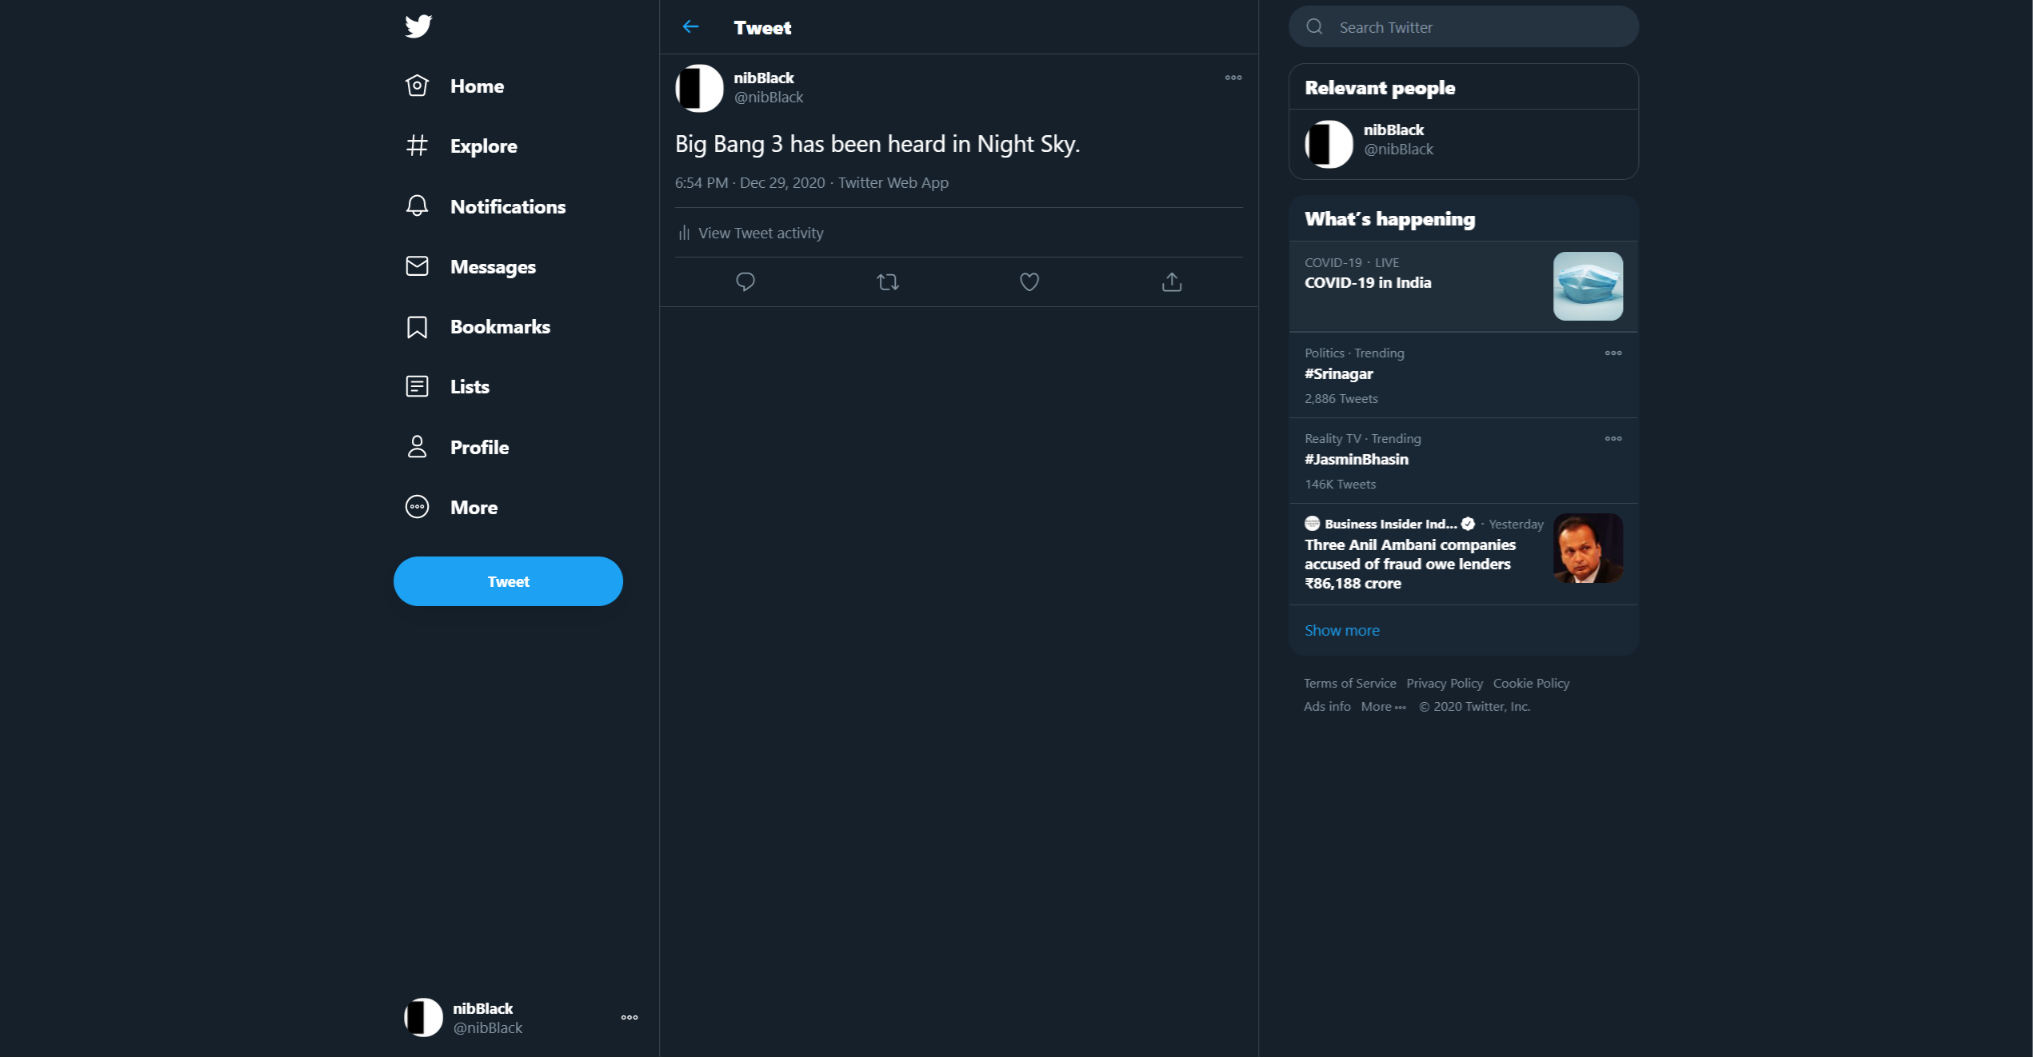 Home
Explore
Notifications
Messages
Bookmarks
Lists
Profile
More
Tweet
nibBlack
@nibBlack
Tweet
nibBlack
@nibBlack
Big Bang 3 has been heard in Night Sky.
6:54 PM · Dec 29, 2020 · Twitter Web App
View Tweet activity
Search Twitter
Relevant people
nibBlack
@nibBlack
What's happening
COVID-19 · LIVE
COVID-19 in India
Politics · Trending
#Srinagar
2,886 Tweets
Reality TV · Trending
#JasminBhasin
146K Tweets
Business Insider Ind... · Yesterday
Three Anil Ambani companies
accused of fraud owe lenders
₹86,188 crore
Show more
Terms of Service Privacy Policy Cookie Policy
Ads info More ••• © 2020 Twitter, Inc.